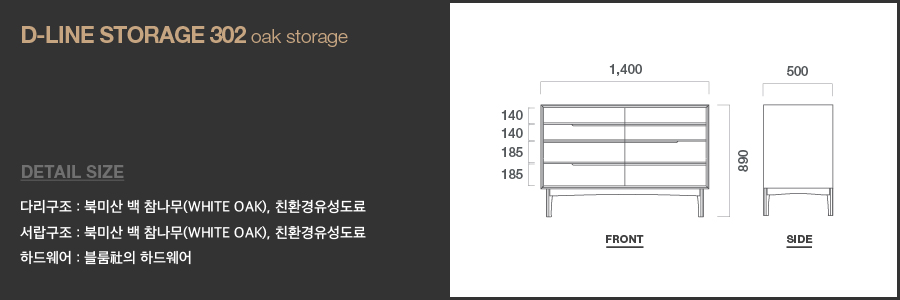 D-LINE STORAGE 302 oak storage
DETAIL SIZE
다리구조 : 북미산 백 참나무(WHITE OAK), 친환경유성도료
서랍구조 : 북미산 백 참나무(WHITE OAK), 친환경유성도료
하드웨어 : 블룸社의 하드웨어
1,400
500
140
140
185
185
890
FRONT
SIDE